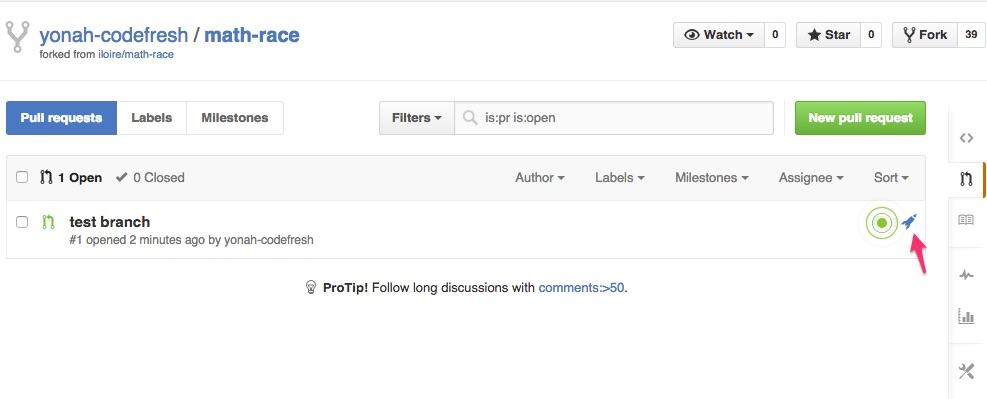 yonah-codefresh / math-race
forked from iloire/math-race
Watch 0 Star 0 Fork 39
Pull requests Labels Milestones Filters is:pr is:open New pull request
1 Open 0 Closed Author Labels Milestones Assignee Sort
test branch
#1 opened 2 minutes ago by yonah-codefresh
ProTip! Follow long discussions with comments:>50.